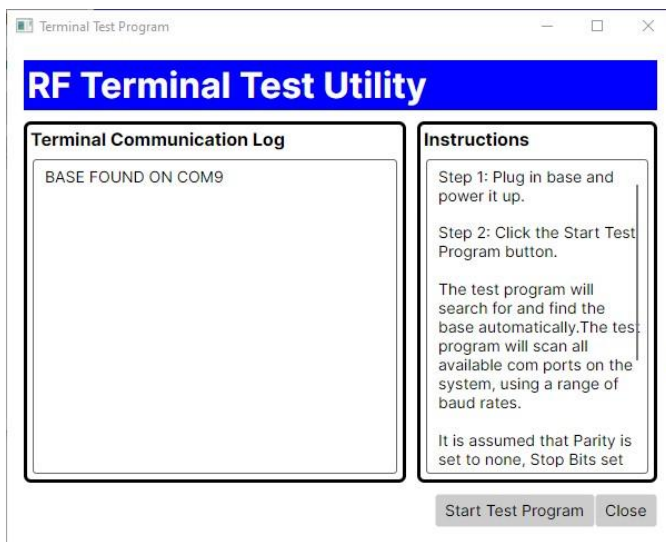 Terminal Test Program
RF Terminal Test Utility
Terminal Communication Log
BASE FOUND ON COM9
Instructions
Step 1: Plug in base and
power it up.
Step 2: Click the Start Test
Program button.
The test program will
search for and find the
base automatically.The test
program will scan all
available com ports on the
system, using a range of
baud rates.
It is assumed that Parity is
set to none, Stop Bits set
Start Test Program
Close